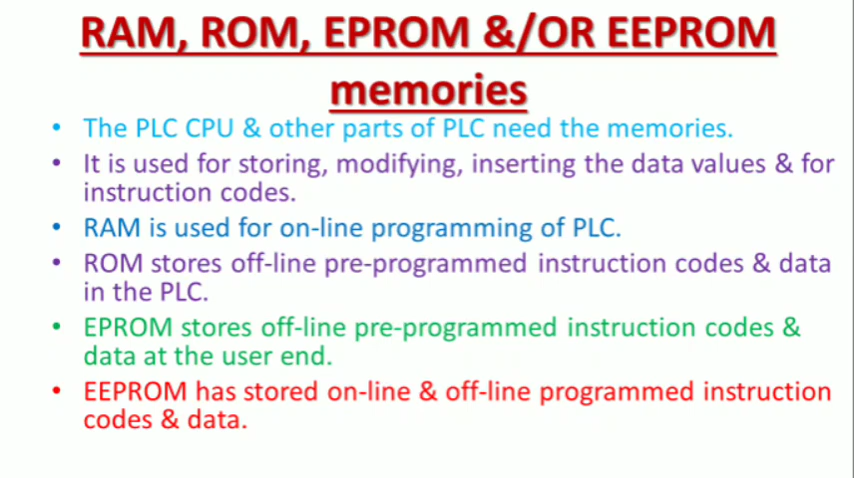 RAM, ROM, EPROM &/OR EEPROM
memories
• The PLC CPU & other parts of PLC need the memories.
• It is used for storing, modifying, inserting the data values & for
instruction codes.
• RAM is used for on-line programming of PLC.
• ROM stores off-line pre-programmed instruction codes & data
in the PLC.
• EPROM stores off-line pre-programmed instruction codes &
data at the user end.
• EEPROM has stored on-line & off-line programmed instruction
codes & data.